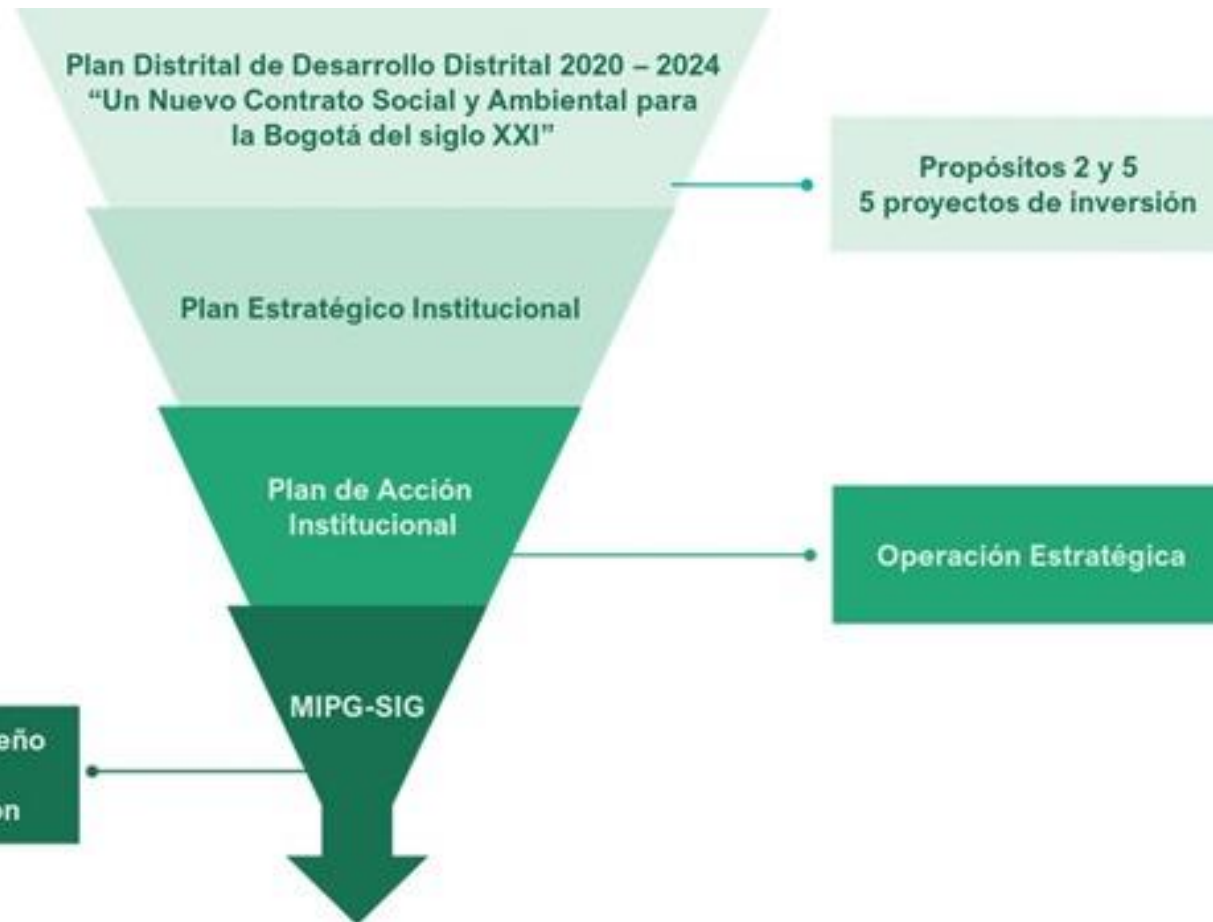 Plan Distrital de Desarrollo Distrital 2020 – 2024
“Un Nuevo Contrato Social y Ambiental para
la Bogotá del siglo XXI”
Propósitos 2 y 5
5 proyectos de inversión
Plan Estratégico Institucional
Plan de Acción
Institucional
Operación Estratégica
MIPG-SIG